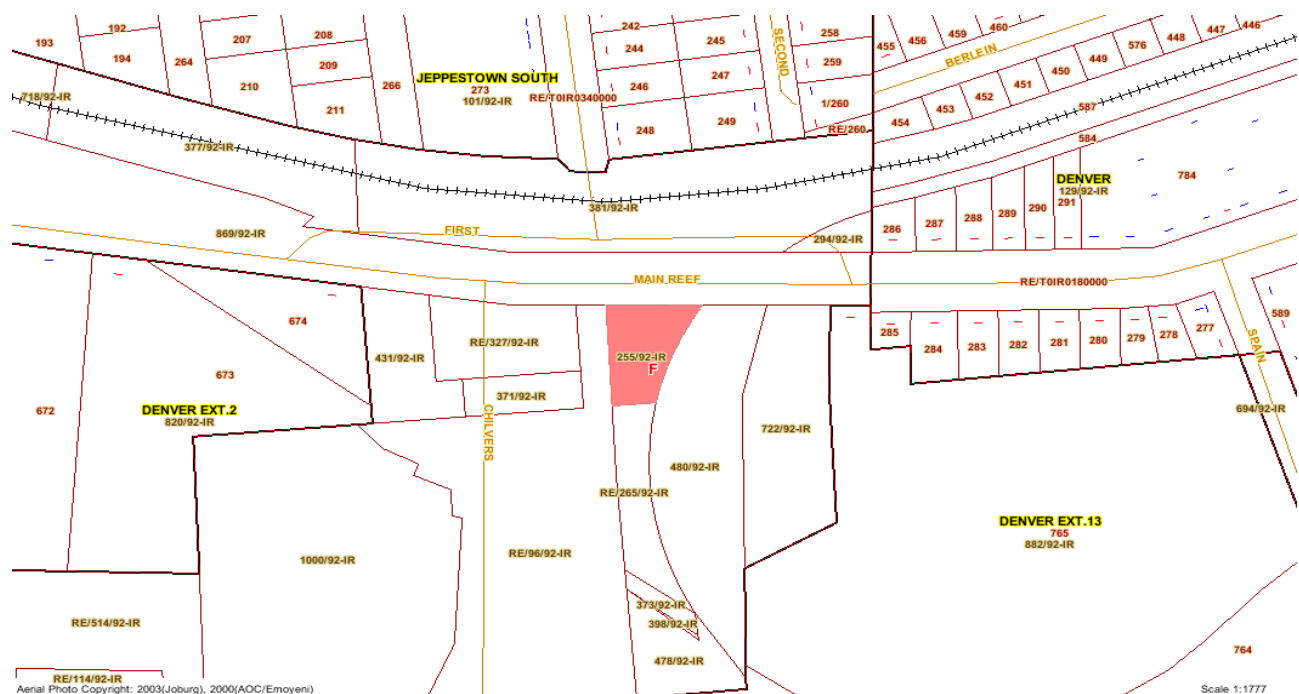 192
193
194
264
207
208
209
210
211
266
JEPPESTOWN SOUTH
273
101/92-IR
RE/T0IR0340000
242
244
245
246
247
248
249
SECOND
258
259
1/260
RE/260
455
456
459
460
BERLEIN
446
447
448
576
449
450
451
452
453
454
587
584
718/92-IR
377/92-IR
381/92-IR
DENVER
129/92-IR
784
286
287
288
289
290
291
869/92-IR
FIRST
294/92-IR
MAIN REEF
RE/T0IR0180000
674
673
672
431/92-IR
RE/327/92-IR
371/92-IR
255/92-IR
F
285
284
283
282
281
280
279
278
277
SPAIN
589
DENVER EXT.2
820/92-IR
CHILVERS
722/92-IR
694/92-IR
480/92-IR
RE/265/92-IR
DENVER EXT.13
765
882/92-IR
1000/92-IR
RE/96/92-IR
373/92-IR
398/92-IR
478/92-IR
RE/514/92-IR
764
RE/114/92-IR
Aerial Photo Copyright: 2003(Joburg), 2000(AOC/Emoyeni)
Scale 1:1777